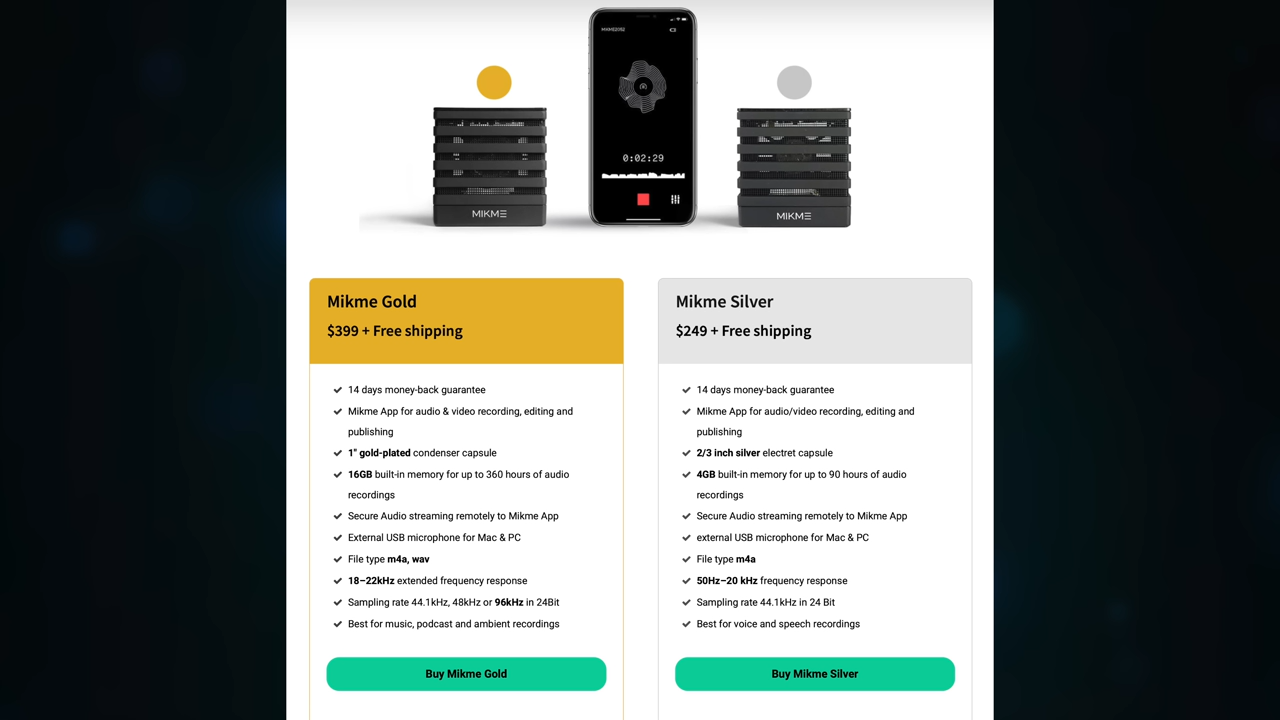 0:02:29
MIKME
MIKME
Mikme Gold
$399 + Free shipping
14 days money-back guarantee
Mikme App for audio & video recording, editing and
publishing
1" gold-plated condenser capsule
16GB built-in memory for up to 360 hours of audio
recordings
Secure Audio streaming remotely to Mikme App
External USB microphone for Mac & PC
File type m4a, wav
18–22kHz extended frequency response
Sampling rate 44.1kHz, 48kHz or 96kHz in 24Bit
Best for music, podcast and ambient recordings
Buy Mikme Gold
Mikme Silver
$249 + Free shipping
14 days money-back guarantee
Mikme App for audio/video recording, editing and
publishing
2/3 inch silver electret capsule
4GB built-in memory for up to 90 hours of audio
recordings
Secure Audio streaming remotely to Mikme App
external USB microphone for Mac & PC
File type m4a
50Hz–20 kHz frequency response
Sampling rate 44.1kHz in 24 Bit
Best for voice and speech recordings
Buy Mikme Silver